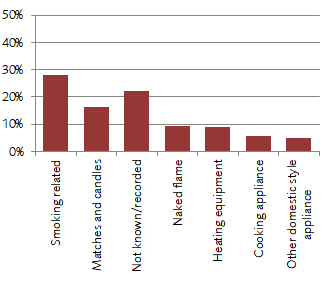 50%
40%
30%
20%
10%
0%
Smoking related
Matches and candles
Not known/recorded
Naked flame
Heating equipment
Cooking appliance
Other domestic style
appliance